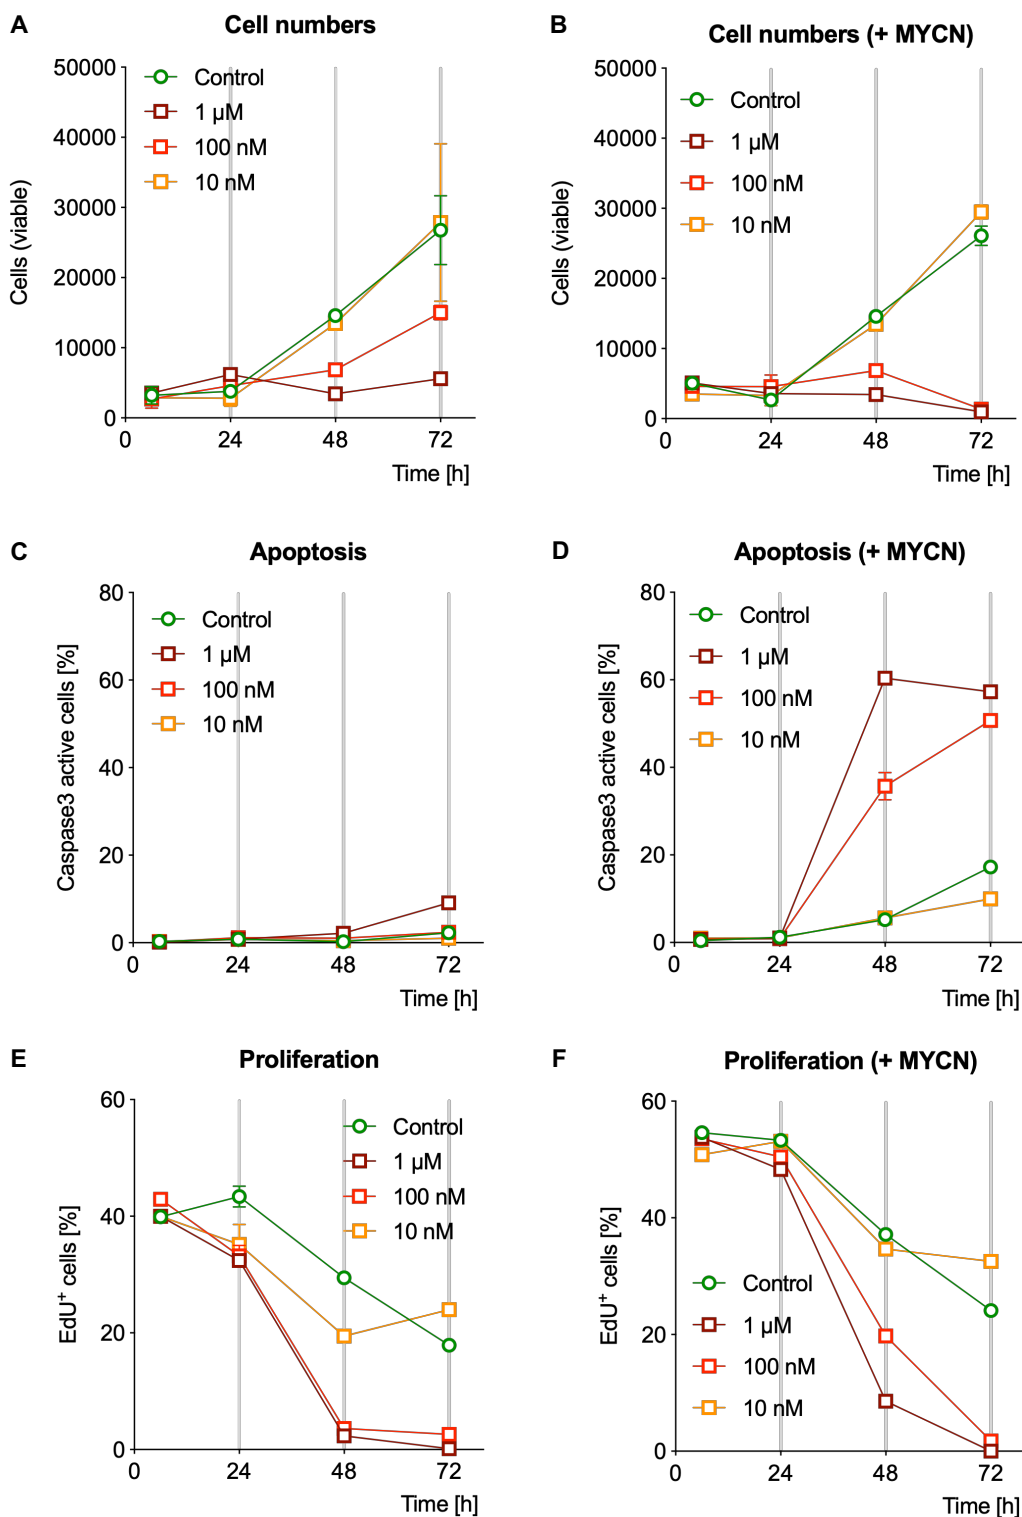 A
Cell numbers
50000
40000
30000
20000
10000
0
Cells (viable)
Control
1 µM
100 nM
10 nM
0 24 48 72
Time [h]
B
Cell numbers (+ MYCN)
50000
40000
30000
20000
10000
0
Cells (viable)
Control
1 µM
100 nM
10 nM
0 24 48 72
Time [h]
C
Apoptosis
80
60
40
20
0
Caspase3 active cells [%]
Control
1 µM
100 nM
10 nM
0 24 48 72
Time [h]
D
Apoptosis (+ MYCN)
80
60
40
20
0
Caspase3 active cells [%]
Control
1 µM
100 nM
10 nM
0 24 48 72
Time [h]
E
Proliferation
60
40
20
0
EdU⁺ cells [%]
Control
1 µM
100 nM
10 nM
0 24 48 72
Time [h]
F
Proliferation (+ MYCN)
60
40
20
0
EdU⁺ cells [%]
Control
1 µM
100 nM
10 nM
0 24 48 72
Time [h]